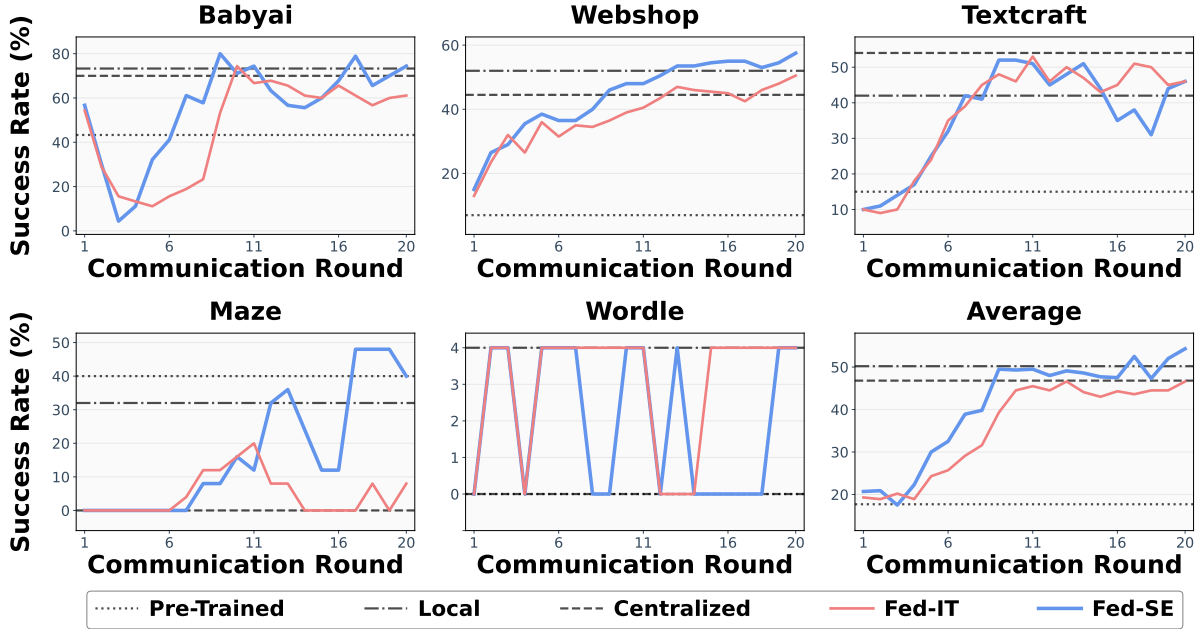 Babyai
Webshop
Textcraft
Success Rate (%)
80
60
40
20
0
60
40
20
50
40
30
20
10
1 6 11 16 20
1 6 11 16 20
1 6 11 16 20
Communication Round
Communication Round
Communication Round
Maze
Wordle
Average
Success Rate (%)
50
40
30
20
10
0
4
3
2
1
0
50
40
30
20
1 6 11 16 20
1 6 11 16 20
1 6 11 16 20
Communication Round
Communication Round
Communication Round
Pre-Trained Local Centralized Fed-IT Fed-SE